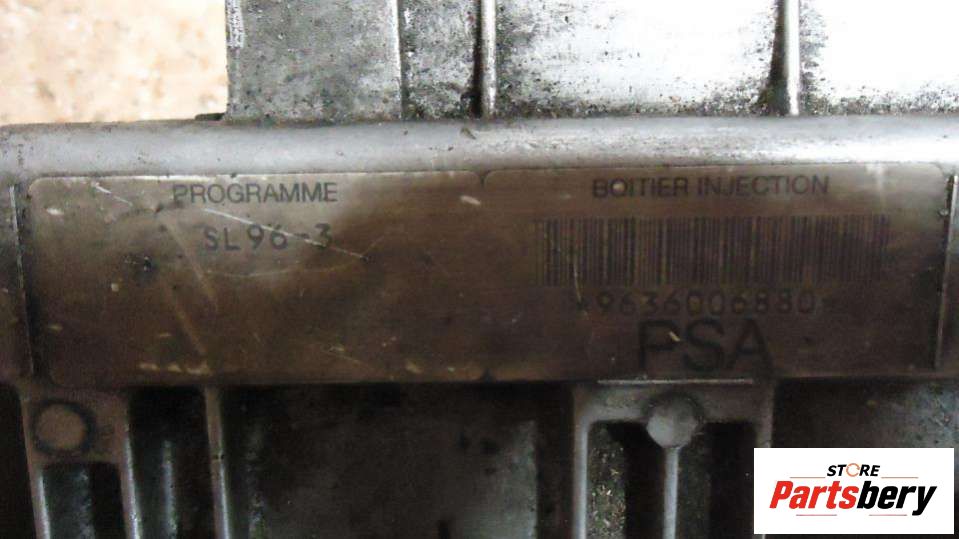 PROGRAMME
SL96-3
BOITIER INJECTION
9636006880
PSA
STORE
Partsbery